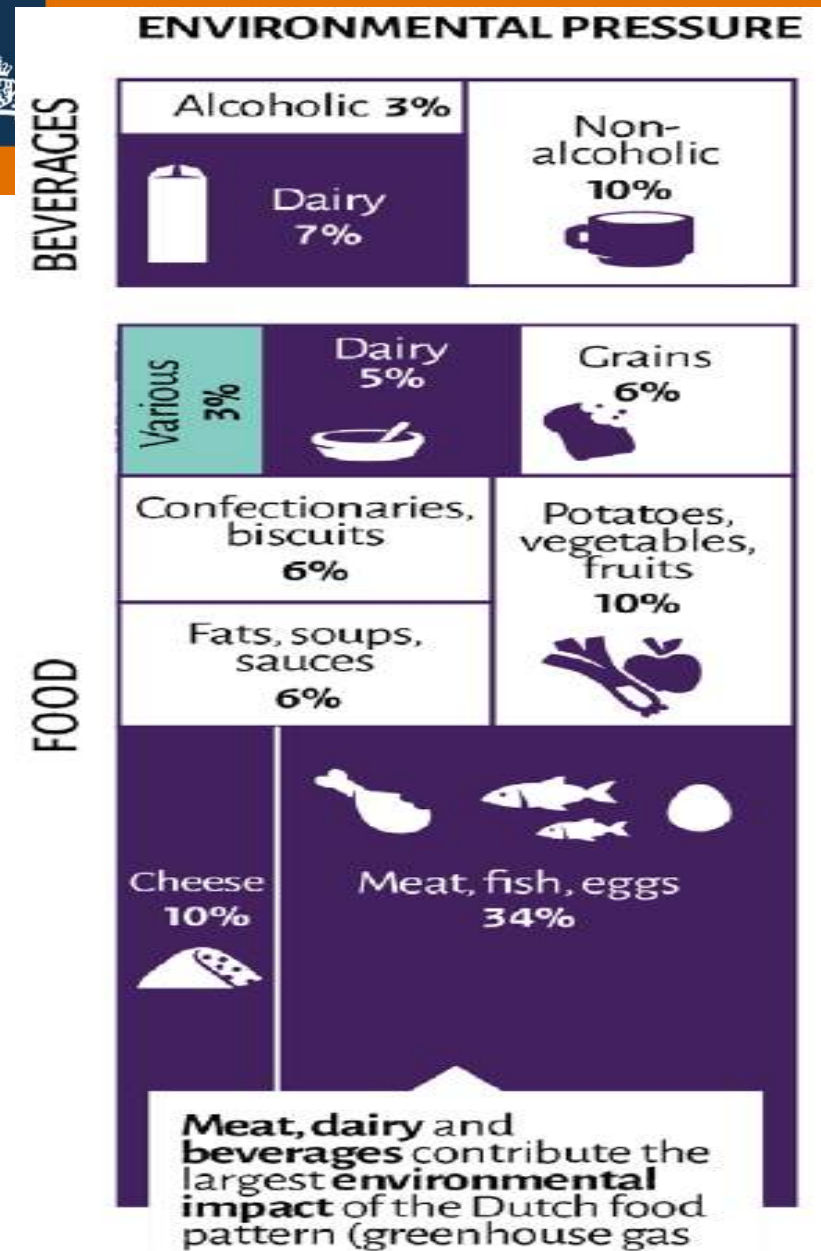 ENVIRONMENTAL PRESSURE
BEVERAGES
Alcoholic 3%
Dairy
7%
Non-
alcoholic
10%
FOOD
Various
3%
Dairy
5%
Grains
6%
Confectionaries,
biscuits
6%
Potatoes,
vegetables,
fruits
10%
Fats, soups,
sauces
6%
Cheese
10%
Meat, fish, eggs
34%
Meat, dairy and
beverages contribute the
largest environmental
impact of the Dutch food
pattern (greenhouse gas